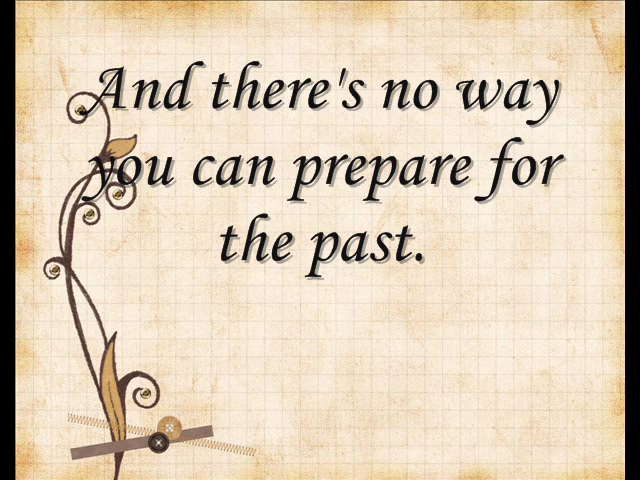 And there's no way
you can prepare for
the past.